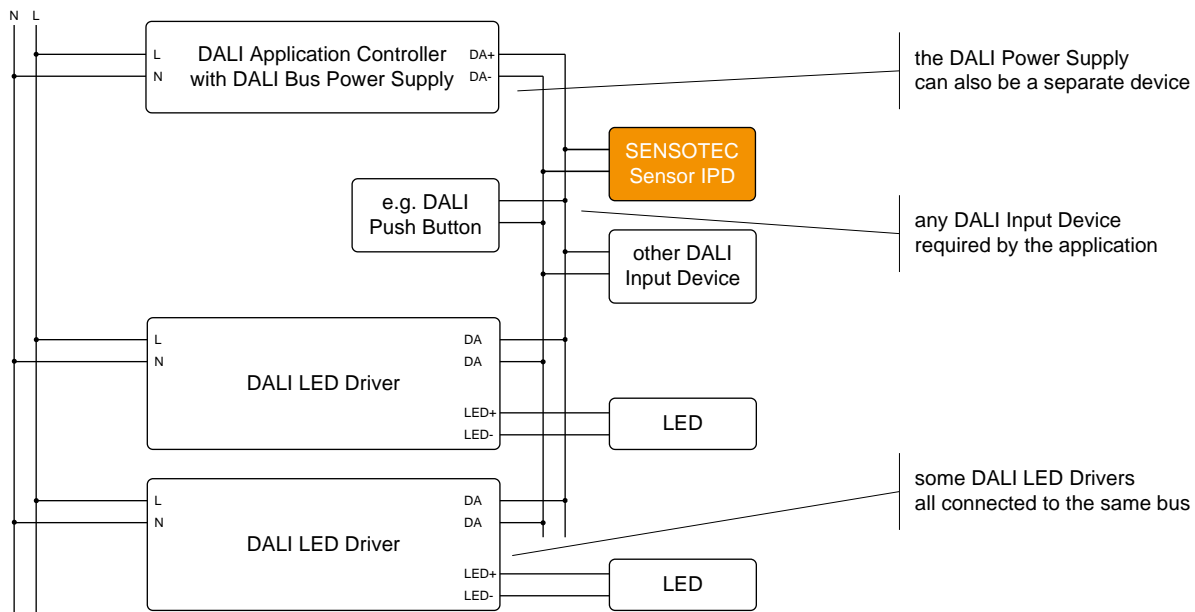 N L
L
N
DALI Application Controller
with DALI Bus Power Supply
DA+
DA-
the DALI Power Supply
can also be a separate device
SENSOTEC
Sensor IPD
e.g. DALI
Push Button
any DALI Input Device
required by the application
other DALI
Input Device
L
N
DALI LED Driver
DA
DA
LED+
LED-
LED
some DALI LED Drivers
all connected to the same bus
L
N
DALI LED Driver
DA
DA
LED+
LED-
LED